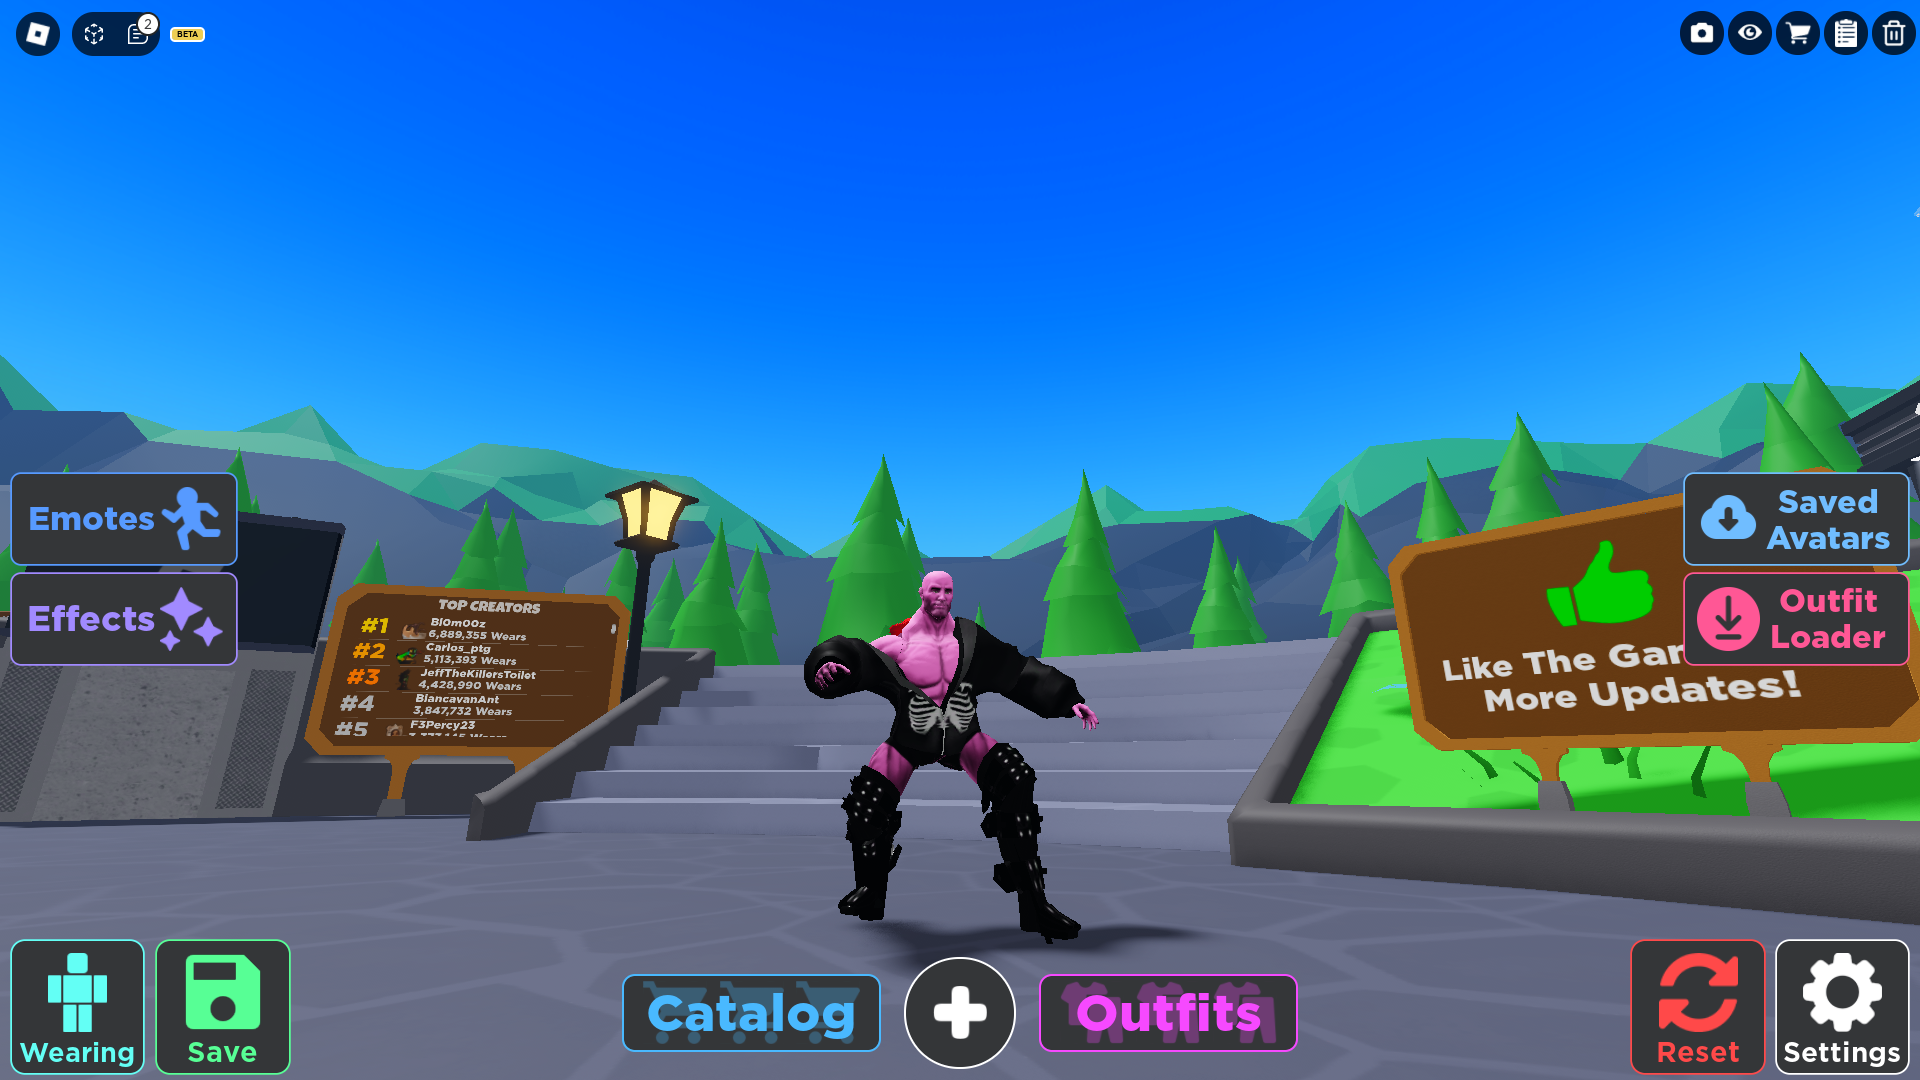 2
BETA
Emotes
Effects
TOP CREATORS
#1
Bl0m00z
6,889,355 Wears
#2
Carlos_ptg
5,113,393 Wears
#3
JeffTheKillersToilet
4,428,990 Wears
#4
BiancavanAnt
3,847,732 Wears
#5
F3Percy23
Like The Gar
More Updates!
Saved
Avatars
Outfit
Loader
Wearing
Save
Catalog
Outfits
Reset
Settings